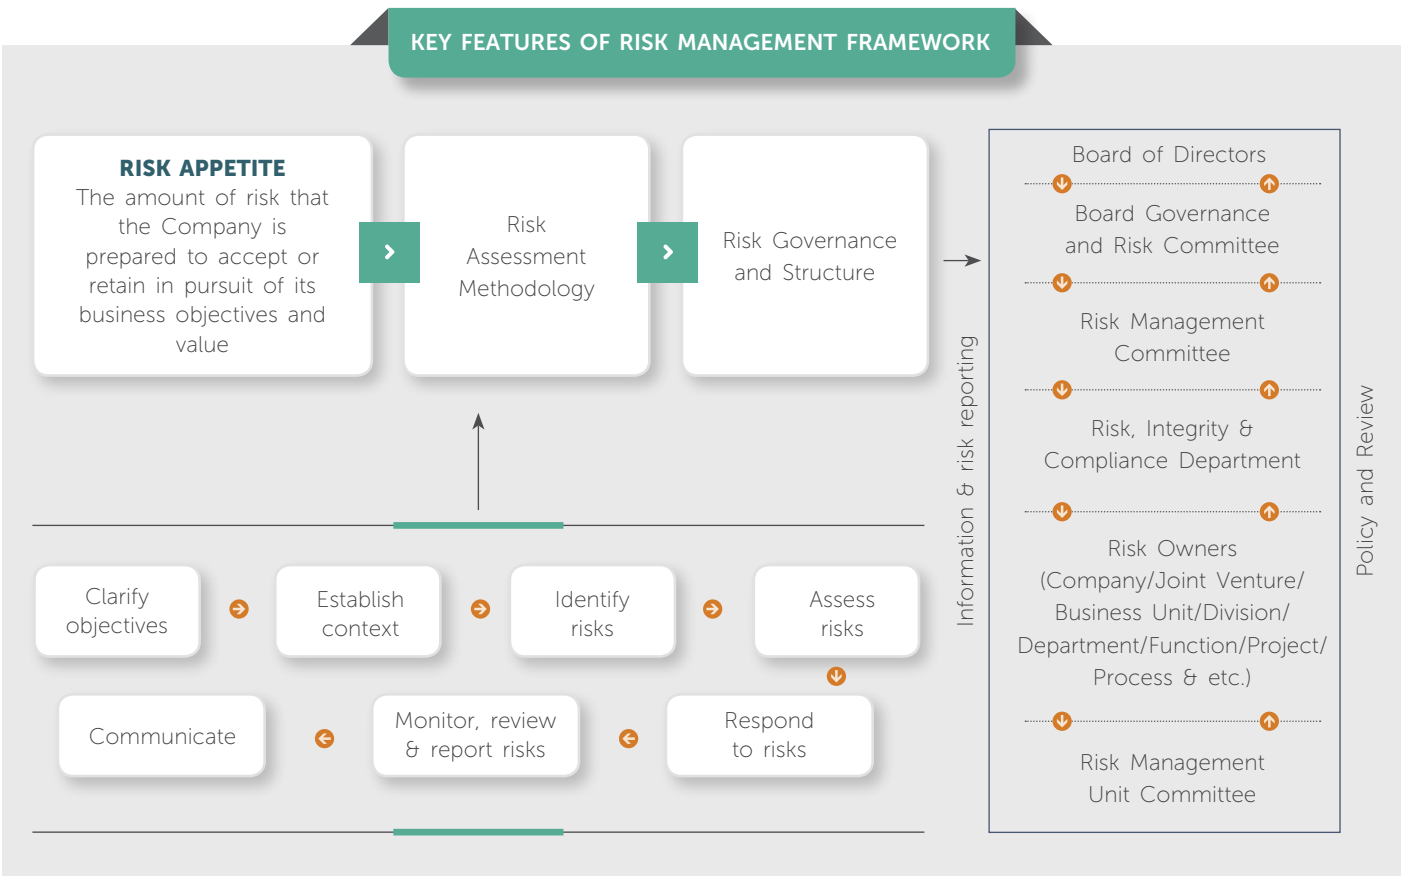 KEY FEATURES OF RISK MANAGEMENT FRAMEWORK
RISK APPETITE
The amount of risk that
the Company is
prepared to accept or
retain in pursuit of its
business objectives and
value
Risk
Assessment
Methodology
Risk Governance
and Structure
Clarify
objectives
Establish
context
Identify
risks
Assess
risks
Respond
to risks
Monitor, review
& report risks
Communicate
Information & risk reporting
Board of Directors
Board Governance
and Risk Committee
Risk Management
Committee
Risk, Integrity &
Compliance Department
Risk Owners
(Company/Joint Venture/
Business Unit/Division/
Department/Function/Project/
Process & etc.)
Risk Management
Unit Committee
Policy and Review